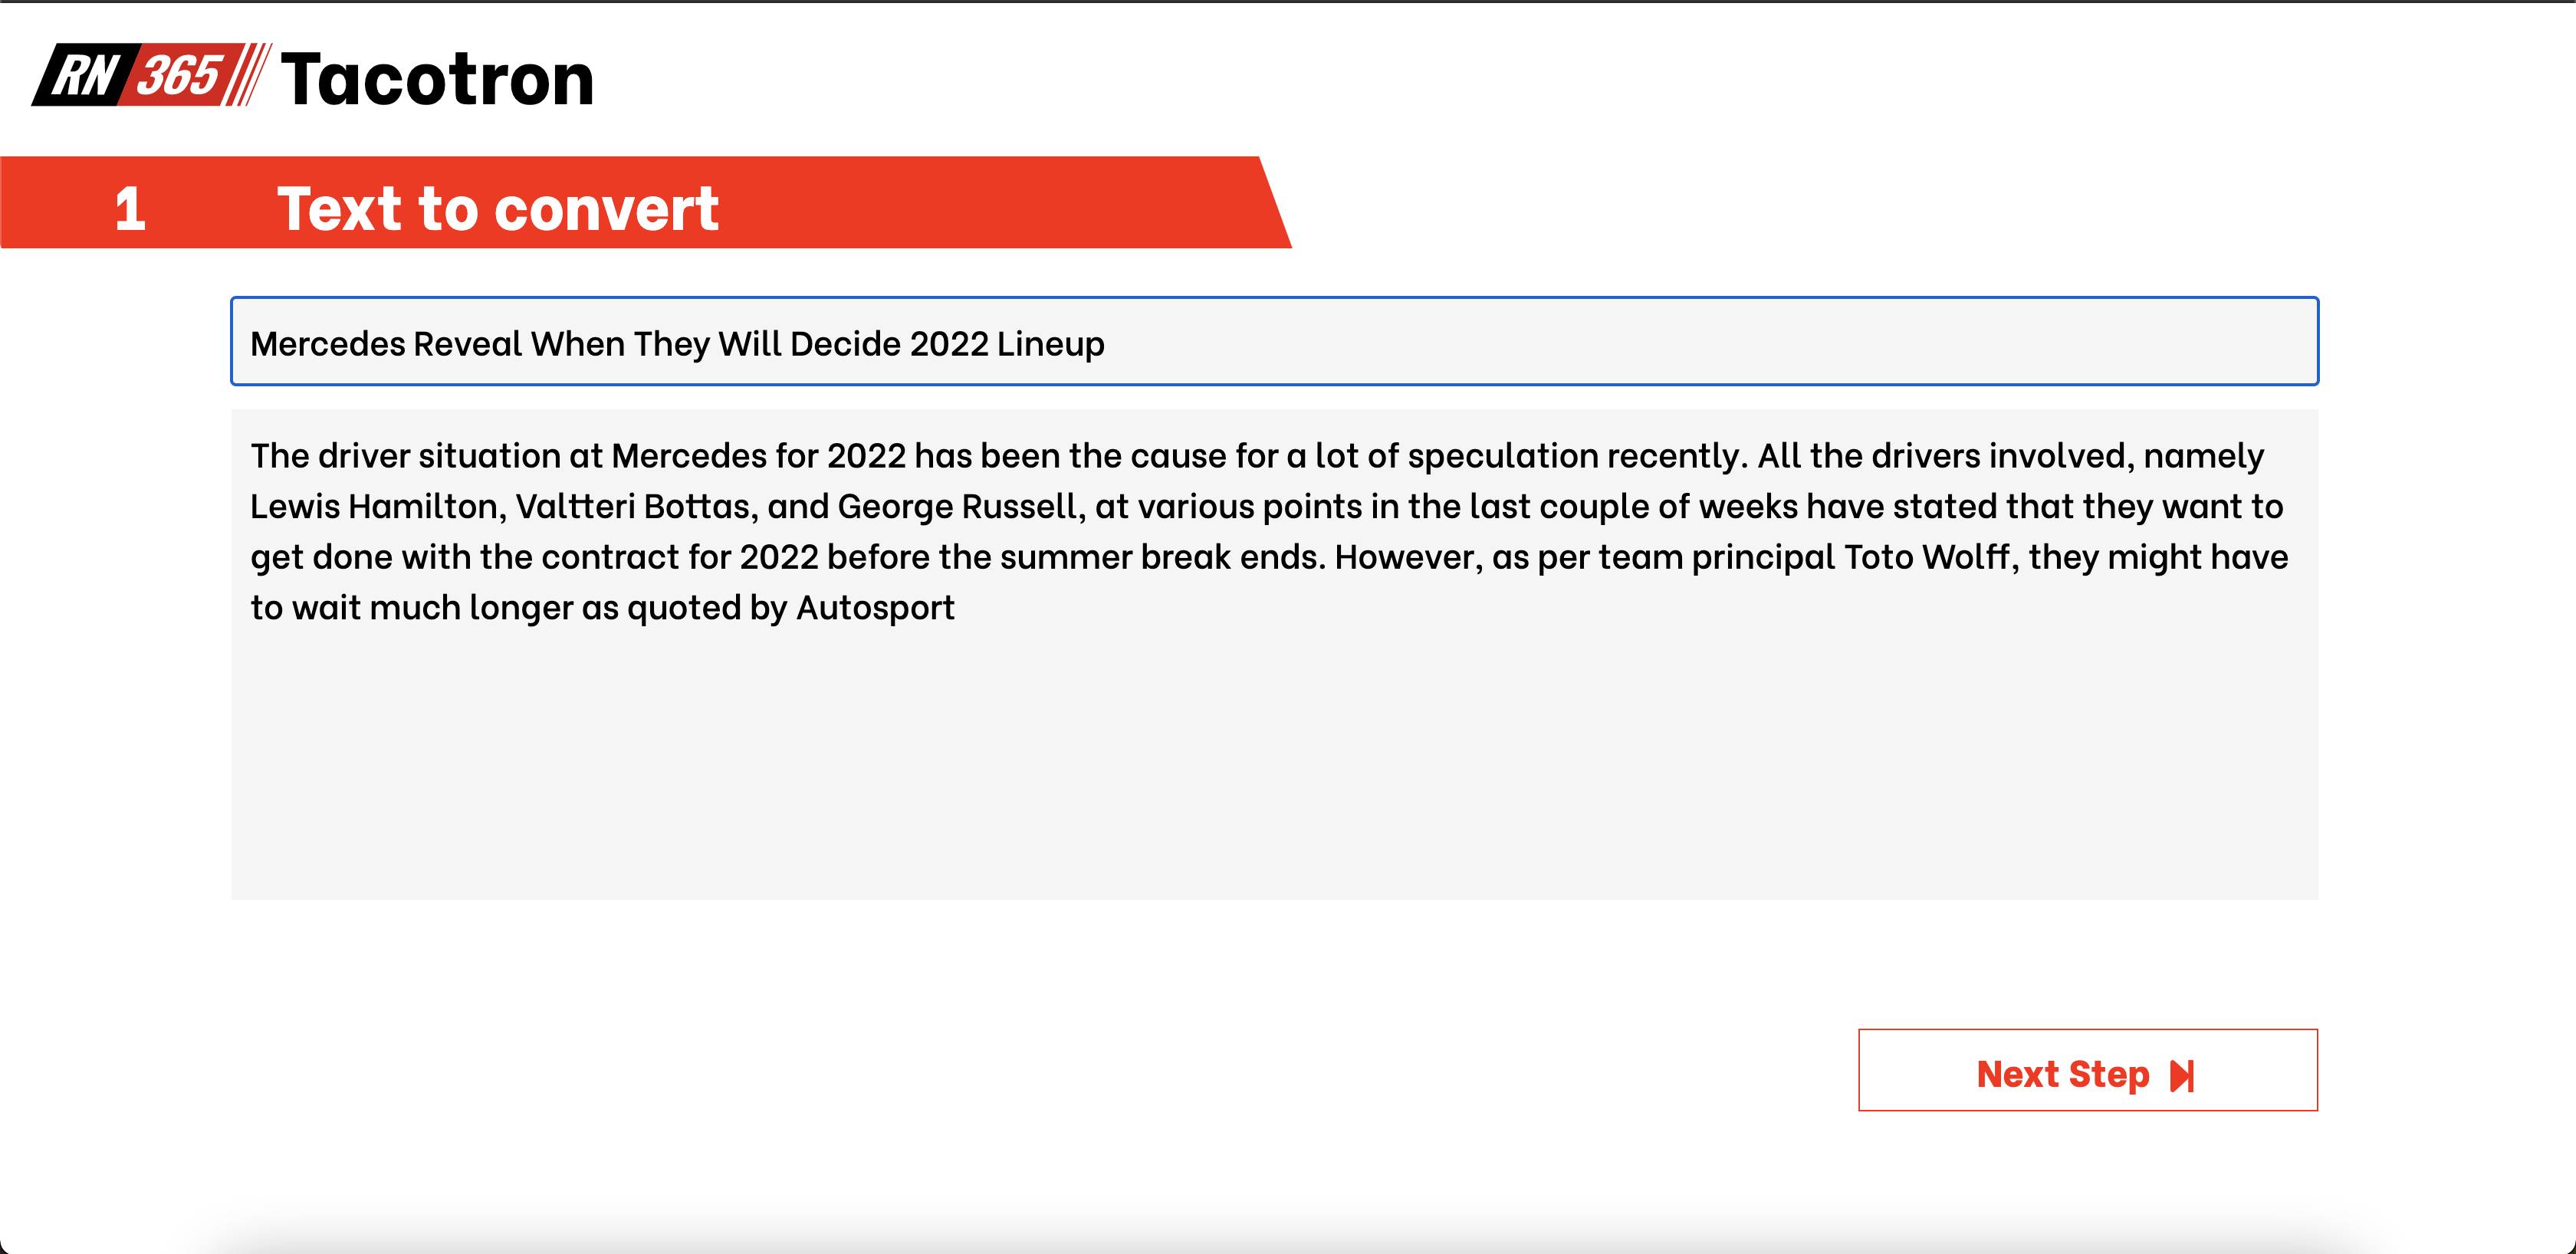 RN 365 Tacotron
1 Text to convert
Mercedes Reveal When They Will Decide 2022 Lineup
The driver situation at Mercedes for 2022 has been the cause for a lot of speculation recently. All the drivers involved, namely
Lewis Hamilton, Valtteri Bottas, and George Russell, at various points in the last couple of weeks have stated that they want to
get done with the contract for 2022 before the summer break ends. However, as per team principal Toto Wolff, they might have
to wait much longer as quoted by Autosport
Next Step